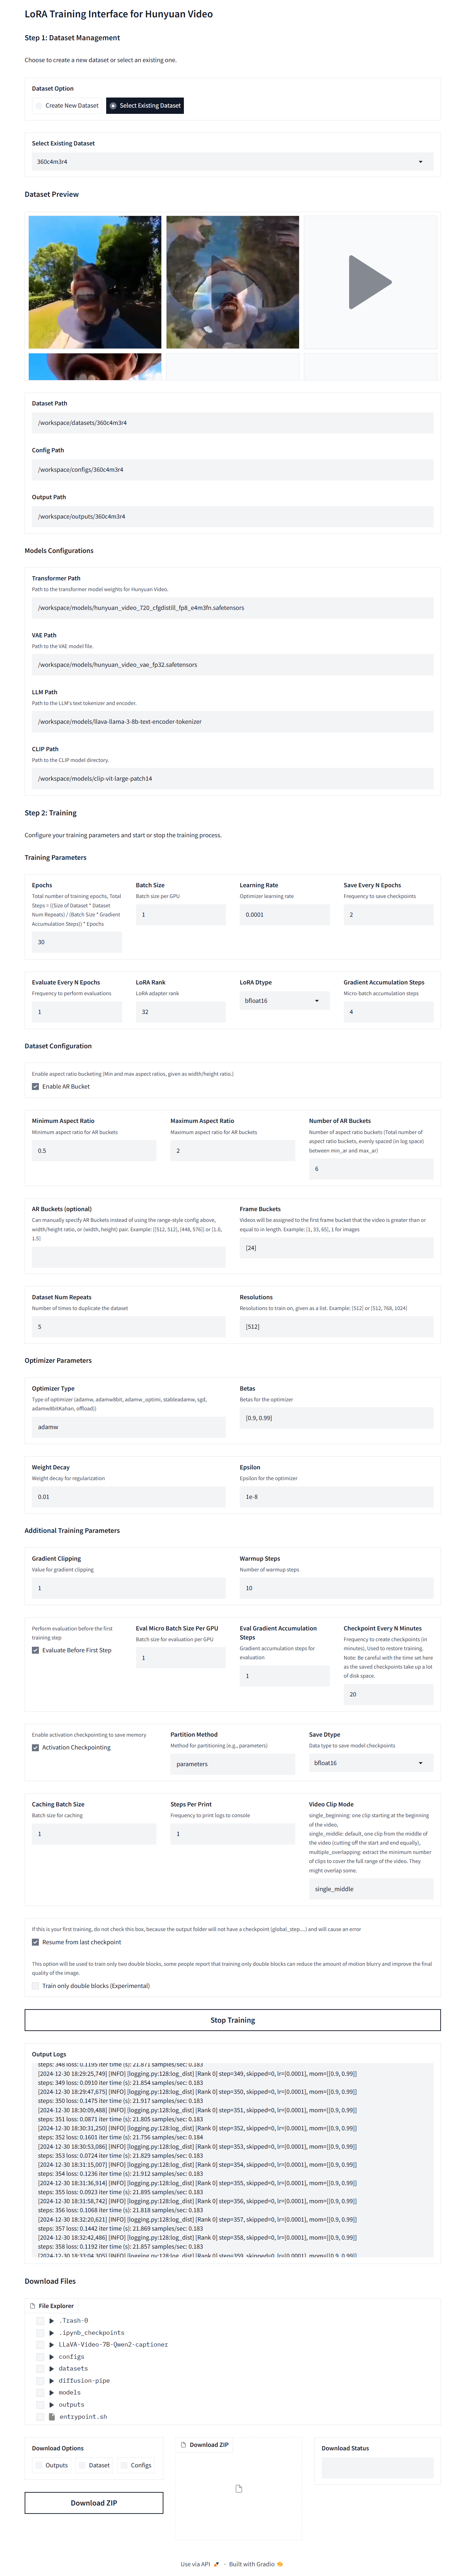 LoRA Training Interface for Hunyuan Video
Step 1: Dataset Management
Choose to create a new dataset or select an existing one.
Dataset Option
Create New Dataset
Select Existing Dataset
Select Existing Dataset
360c4m3r4
Dataset Preview
Dataset Path
/workspace/datasets/360c4m3r4
Config Path
/workspace/configs/360c4m3r4
Output Path
/workspace/outputs/360c4m3r4
Models Configurations
Transformer Path
Path to the transformer model weights for Hunyuan Video.
/workspace/models/hunyuan_video_720_cfgdistill_fp8_e4m3fn.safetensors
VAE Path
Path to the VAE model file.
/workspace/models/hunyuan_video_vae_fp32.safetensors
LLM Path
Path to the LLM's text tokenizer and encoder.
/workspace/models/llava-llama-3-8b-text-encoder-tokenizer
CLIP Path
Path to the CLIP model directory.
/workspace/models/clip-vit-large-patch14
Step 2: Training
Configure your training parameters and start or stop the training process.
Training Parameters
Epochs
Total number of training epochs, Total
Steps = ((Size of Dataset * Dataset
Num Repeats) / (Batch Size * Gradient
Accumulation Steps)) * Epochs
30
Batch Size
Batch size per GPU
1
Learning Rate
Optimizer learning rate
0.0001
Save Every N Epochs
Frequency to save checkpoints
2
Evaluate Every N Epochs
Frequency to perform evaluations
1
LoRA Rank
LoRA adapter rank
32
LoRA Dtype
bfloat16
Gradient Accumulation Steps
Micro-batch accumulation steps
4
Dataset Configuration
Enable aspect ratio bucketing (Min and max aspect ratios, given as width/height ratio.)
Enable AR Bucket
Minimum Aspect Ratio
Minimum aspect ratio for AR buckets
0.5
Maximum Aspect Ratio
Maximum aspect ratio for AR buckets
2
Number of AR Buckets
Number of aspect ratio buckets (Total number of
aspect ratio buckets, evenly spaced (in log space)
between min_ar and max_ar)
6
AR Buckets (optional)
Can manually specify AR Buckets instead of using the range-style config above,
width/height ratio, or (width, height) pair. Example: [[512, 512], [448, 576]] or [1.0,
1.5]
Frame Buckets
Videos will be assigned to the first frame bucket that the video is greater than or
equal to in length. Example: [1, 33, 65], 1 for images
[24]
Dataset Num Repeats
Number of times to duplicate the dataset
5
Resolutions
Resolutions to train on, given as a list. Example: [512] or [512, 768, 1024]
[512]
Optimizer Parameters
Optimizer Type
Type of optimizer (adamw, adamw8bit, adamw_optimi, stableadamw, sgd,
adamw8bitKahan, offload))
adamw
Betas
Betas for the optimizer
[0.9, 0.99]
Weight Decay
Weight decay for regularization
0.01
Epsilon
Epsilon for the optimizer
1e-8
Additional Training Parameters
Gradient Clipping
Value for gradient clipping
1
Warmup Steps
Number of warmup steps
10
Perform evaluation before the first
training step
Evaluate Before First Step
Eval Micro Batch Size Per GPU
Batch size for evaluation per GPU
1
Eval Gradient Accumulation
Steps
Gradient accumulation steps for
evaluation
1
Checkpoint Every N Minutes
Frequency to create checkpoints (in
minutes), Used to restore training.
Note: Be careful with the time set here
as the saved checkpoints take up a lot
of disk space.
20
Enable activation checkpointing to save memory
Activation Checkpointing
Partition Method
Method for partitioning (e.g., parameters)
parameters
Save Dtype
Data type to save model checkpoints
bfloat16
Caching Batch Size
Batch size for caching
1
Steps Per Print
Frequency to print logs to console
1
Video Clip Mode
single_beginning: one clip starting at the beginning
of the video,
single_middle: default, one clip from the middle of
the video (cutting off the start and end equally),
multiple_overlapping: extract the minimum number
of clips to cover the full range of the video. They
might overlap some.
single_middle
If this is your first training, do not check this box, because the output folder will not have a checkpoint (global_step....) and will cause an error
Resume from last checkpoint
This option will be used to train only two double blocks, some people report that training only double blocks can reduce the amount of motion blurry and improve the final
quality of the image.
Train only double blocks (Experimental)
Stop Training
Output Logs
steps: 348 loss: 0.1195 iter time (s): 21.871 samples/sec: 0.183
[2024-12-30 18:29:25,749] [INFO] [logging.py:128:log_dist] [Rank 0] step=349, skipped=0, lr=[0.0001], mom=[[0.9, 0.99]]
steps: 349 loss: 0.0910 iter time (s): 21.854 samples/sec: 0.183
[2024-12-30 18:29:47,675] [INFO] [logging.py:128:log_dist] [Rank 0] step=350, skipped=0, lr=[0.0001], mom=[[0.9, 0.99]]
steps: 350 loss: 0.1475 iter time (s): 21.917 samples/sec: 0.183
[2024-12-30 18:30:09,488] [INFO] [logging.py:128:log_dist] [Rank 0] step=351, skipped=0, lr=[0.0001], mom=[[0.9, 0.99]]
steps: 351 loss: 0.0871 iter time (s): 21.805 samples/sec: 0.183
[2024-12-30 18:30:31,250] [INFO] [logging.py:128:log_dist] [Rank 0] step=352, skipped=0, lr=[0.0001], mom=[[0.9, 0.99]]
steps: 352 loss: 0.1601 iter time (s): 21.756 samples/sec: 0.184
[2024-12-30 18:30:53,086] [INFO] [logging.py:128:log_dist] [Rank 0] step=353, skipped=0, lr=[0.0001], mom=[[0.9, 0.99]]
steps: 353 loss: 0.0724 iter time (s): 21.829 samples/sec: 0.183
[2024-12-30 18:31:15,007] [INFO] [logging.py:128:log_dist] [Rank 0] step=354, skipped=0, lr=[0.0001], mom=[[0.9, 0.99]]
steps: 354 loss: 0.1236 iter time (s): 21.912 samples/sec: 0.183
[2024-12-30 18:31:36,914] [INFO] [logging.py:128:log_dist] [Rank 0] step=355, skipped=0, lr=[0.0001], mom=[[0.9, 0.99]]
steps: 355 loss: 0.0923 iter time (s): 21.895 samples/sec: 0.183
[2024-12-30 18:31:58,742] [INFO] [logging.py:128:log_dist] [Rank 0] step=356, skipped=0, lr=[0.0001], mom=[[0.9, 0.99]]
steps: 356 loss: 0.1068 iter time (s): 21.818 samples/sec: 0.183
[2024-12-30 18:32:20,621] [INFO] [logging.py:128:log_dist] [Rank 0] step=357, skipped=0, lr=[0.0001], mom=[[0.9, 0.99]]
steps: 357 loss: 0.1442 iter time (s): 21.869 samples/sec: 0.183
[2024-12-30 18:32:42,486] [INFO] [logging.py:128:log_dist] [Rank 0] step=358, skipped=0, lr=[0.0001], mom=[[0.9, 0.99]]
steps: 358 loss: 0.1192 iter time (s): 21.857 samples/sec: 0.183
[2024-12-30 18:33:04,305] [INFO] [logging.py:128:log_dist] [Rank 0] step=359, skipped=0, lr=[0.0001], mom=[[0.9, 0.99]]
Download Files
File Explorer
.Trash-0
.ipynb_checkpoints
LLaVA-Video-7B-Qwen2-captioner
configs
datasets
diffusion-pipe
models
outputs
entrypoint.sh
Download Options
Outputs
Dataset
Configs
Download ZIP
Download ZIP
Download Status
Use via API · Built with Gradio